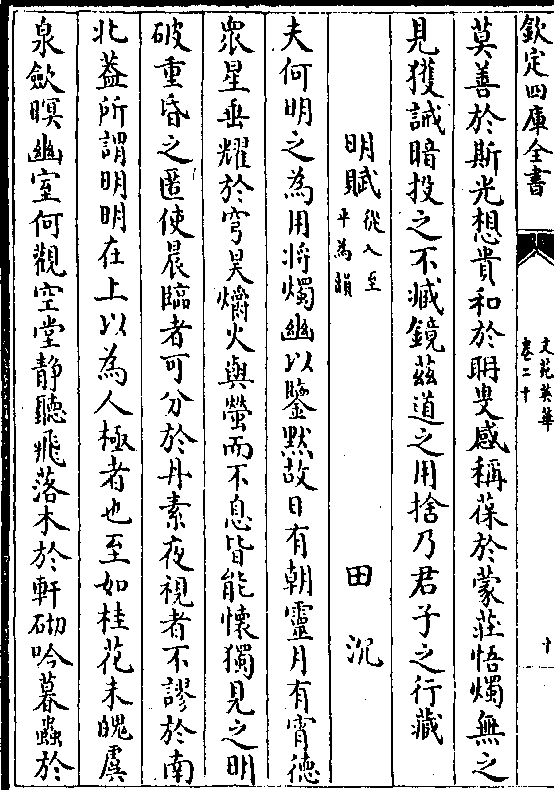 欽定四庫全書
文苑英華
卷二十
十
莫善於斯光想貴和於明叟感稱葆於蒙莊悟燭無之
見獲誡暗投之不臧鏡茲道之用捨乃君子之行藏
明賦從入至
平為韻
田沉
夫何明之為用將燭幽以鑒黙故日有朝靈月有宵德
衆星垂耀於穹昊爝火與螢而不息皆能懷獨見之明
破重昏之匿使晨臨者可分於丹素夜視者不謬於南
北葢所謂明明在上以為人極者也至如桂花未魄虞
泉歛暝幽室何觀空堂静聽飛落木於軒砌吟暮蟲於